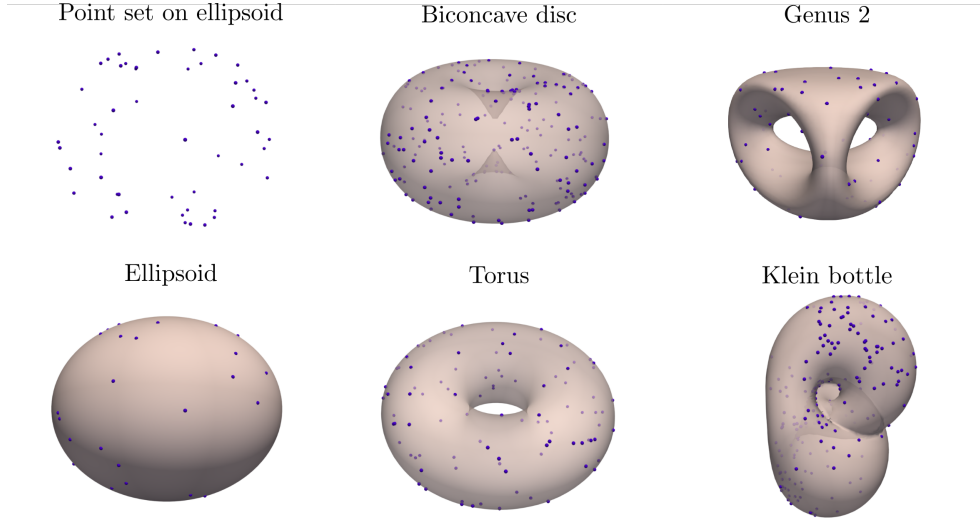 Point set on ellipsoid
Biconcave disc
Genus 2
Ellipsoid
Torus
Klein bottle